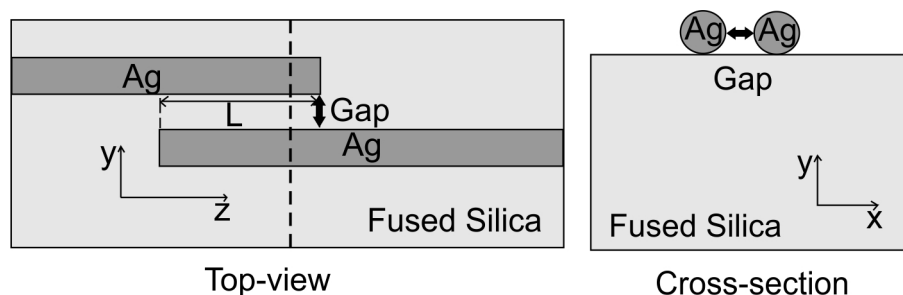 Ag
L
Gap
Ag
y
z
Fused Silica
Top-view
Ag Ag
Gap
y
x
Fused Silica
Cross-section